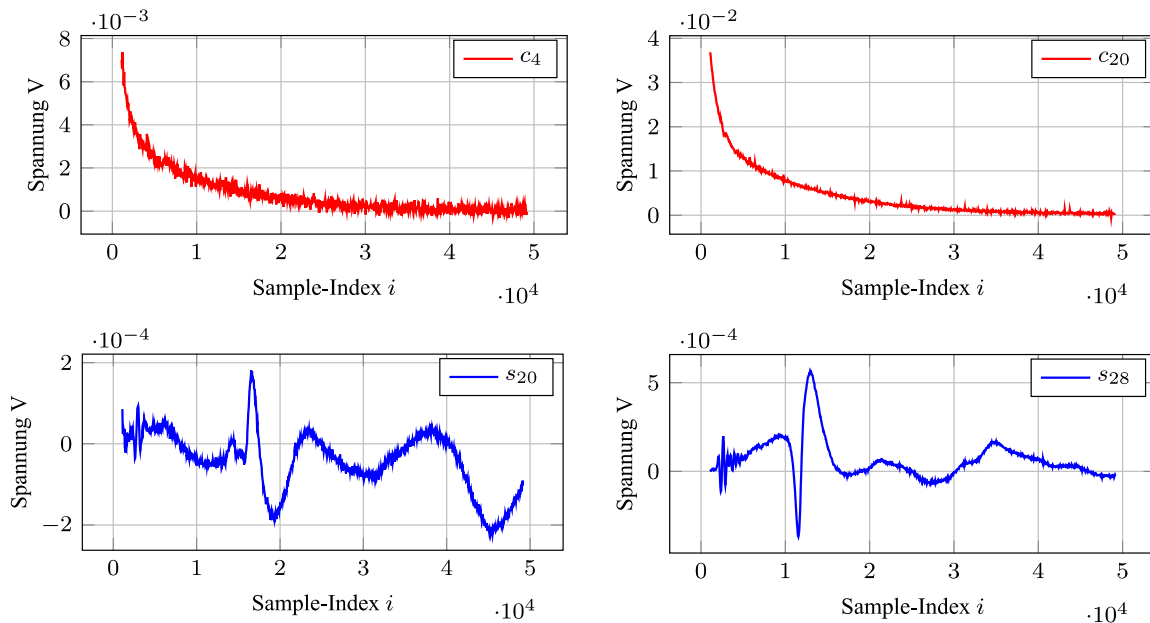 ·10⁻³
8
6
4
2
0
Spannung V
c₄
0 1 2 3 4 5
Sample-Index i
·10⁴
·10⁻²
4
3
2
1
0
Spannung V
c₂₀
0 1 2 3 4 5
Sample-Index i
·10⁴
·10⁻⁴
2
0
−2
Spannung V
s₂₀
0 1 2 3 4 5
Sample-Index i
·10⁴
·10⁻⁴
5
0
Spannung V
s₂₈
0 1 2 3 4 5
Sample-Index i
·10⁴